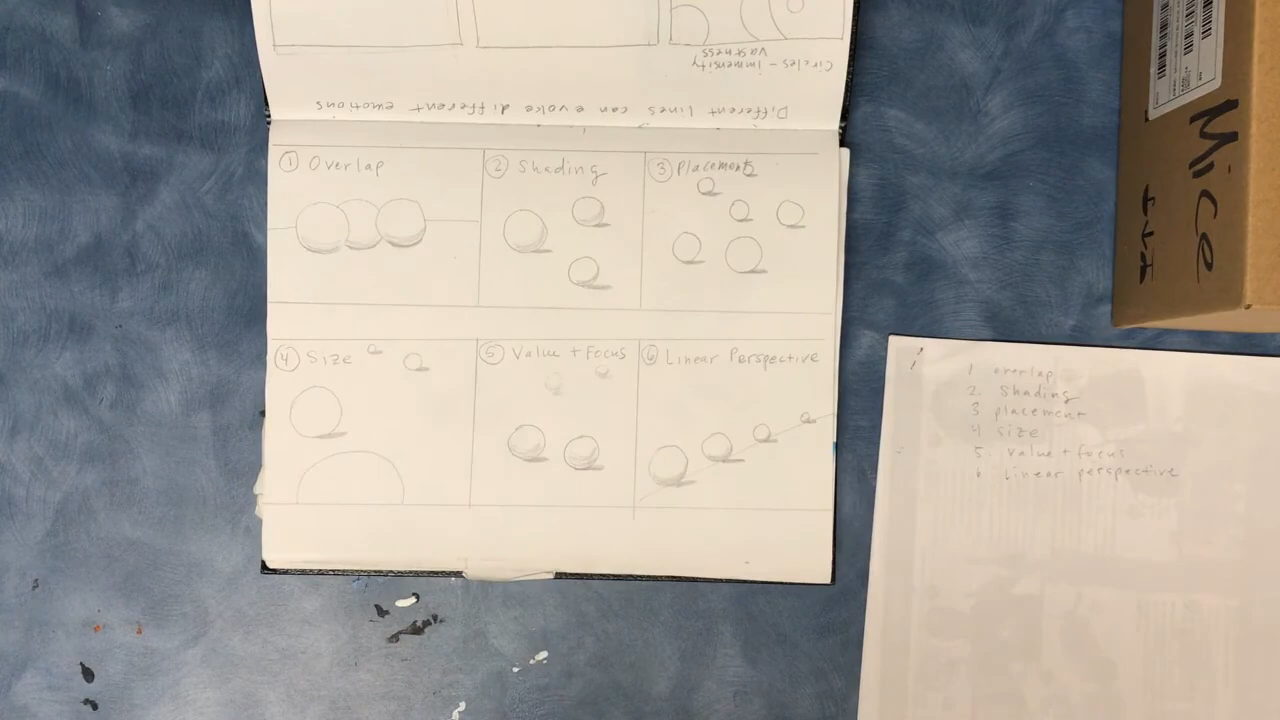 Circles - immensity
vastness
Different lines can evoke different emotions
① Overlap
② Shading
③ Placement
④ Size
⑤ Value + Focus
⑥ Linear Perspective
1 overlap
2. Shading
3 placement
4 size
5. Value + focus
6 Linear perspective
Mice